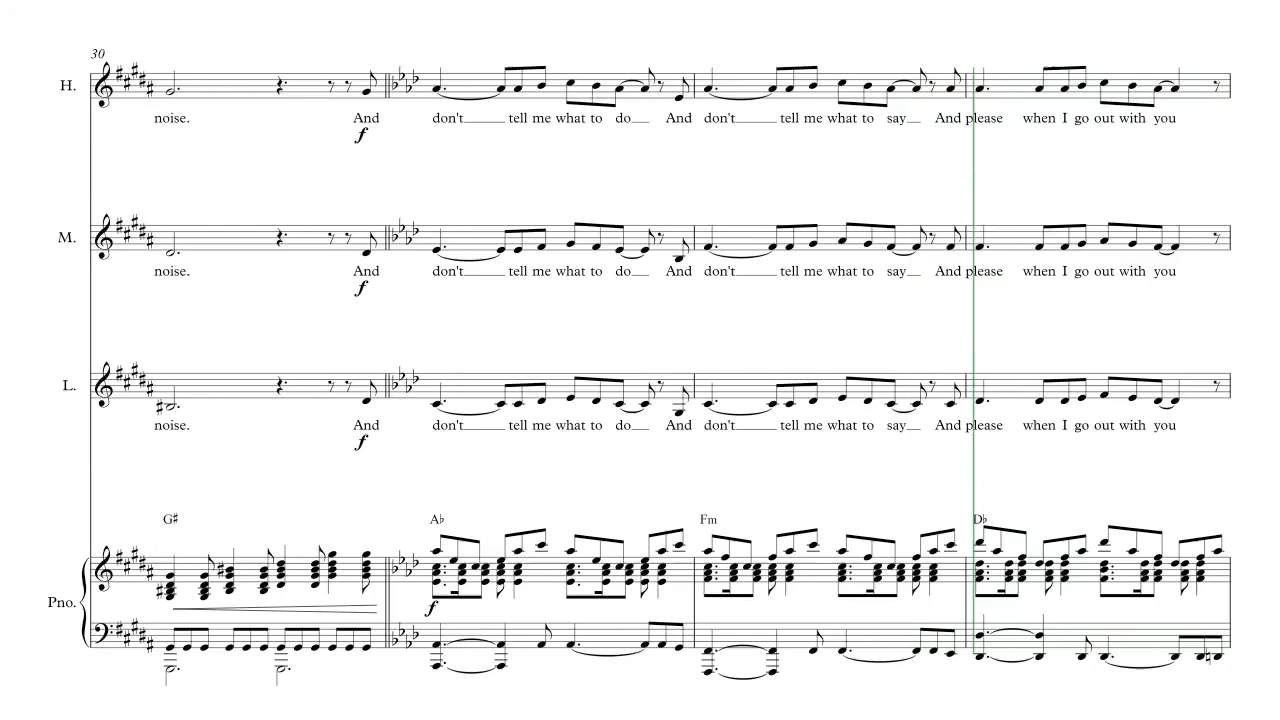 30
H.
noise. And don't tell me what to do And don't tell me what to say And please when I go out with you
f
M.
noise. And don't tell me what to do And don't tell me what to say And please when I go out with you
f
L.
noise. And don't tell me what to do And don't tell me what to say And please when I go out with you
f
G♯ A♭ Fm D♭
Pno.
f